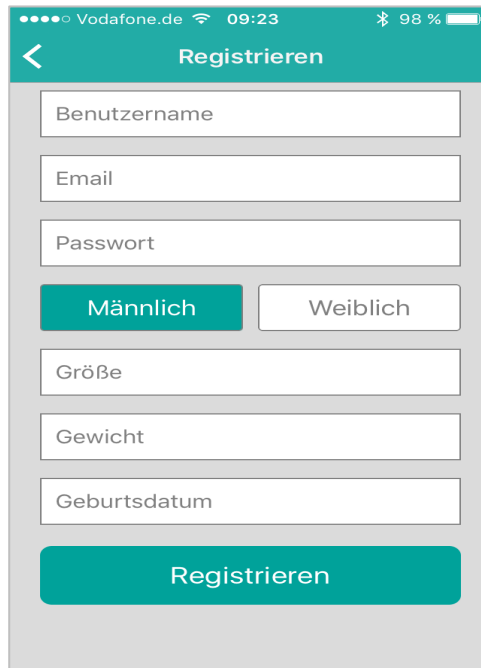 Vodafone.de 09:23 98 %
Registrieren
Benutzername
Email
Passwort
Männlich Weiblich
Größe
Gewicht
Geburtsdatum
Registrieren